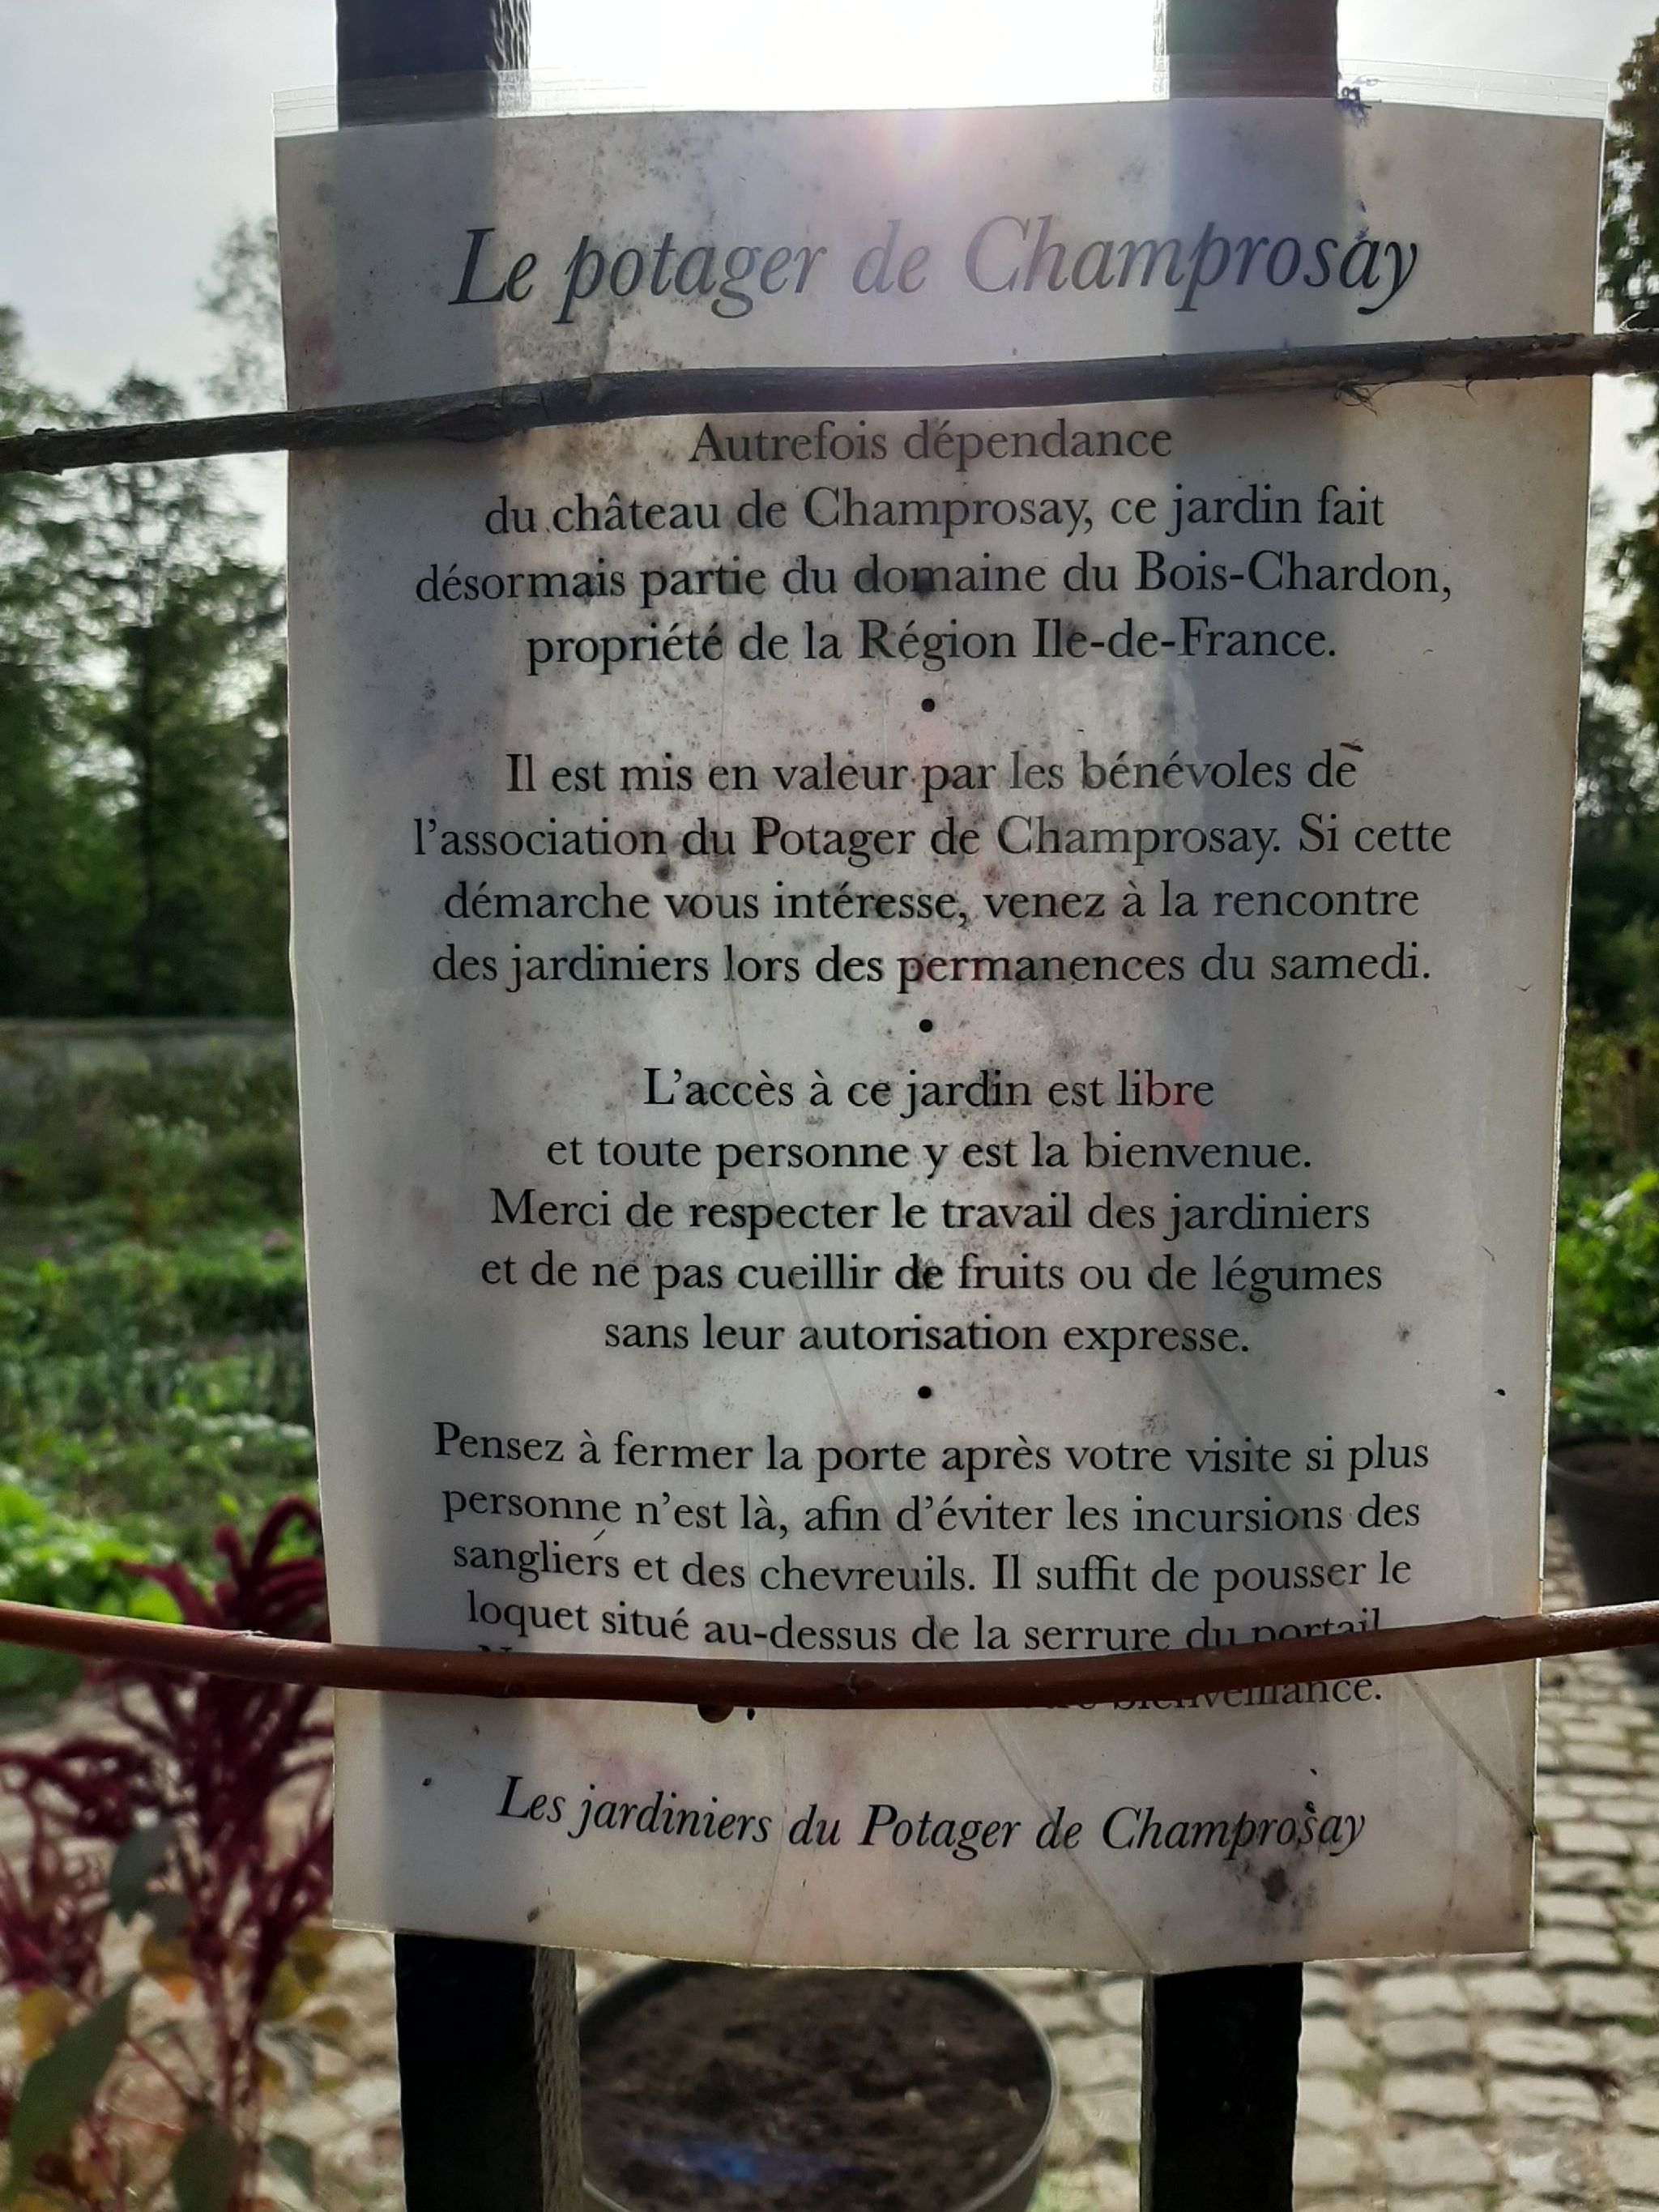 Le potager de Champrosay
Autrefois dépendance
du château de Champrosay, ce jardin fait
désormais partie du domaine du Bois-Chardon,
propriété de la Région Ile-de-France.
•
Il est mis en valeur par les bénévoles de
l’association du Potager de Champrosay. Si cette
démarche vous intéresse, venez à la rencontre
des jardiniers lors des permanences du samedi.
•
L’accès à ce jardin est libre
et toute personne y est la bienvenue.
Merci de respecter le travail des jardiniers
et de ne pas cueillir de fruits ou de légumes
sans leur autorisation expresse.
•
Pensez à fermer la porte après votre visite si plus
personne n’est là, afin d’éviter les incursions des
sangliers et des chevreuils. Il suffit de pousser le
loquet situé au-dessus de la serrure du portail
bienveillance.
Les jardiniers du Potager de Champrosay